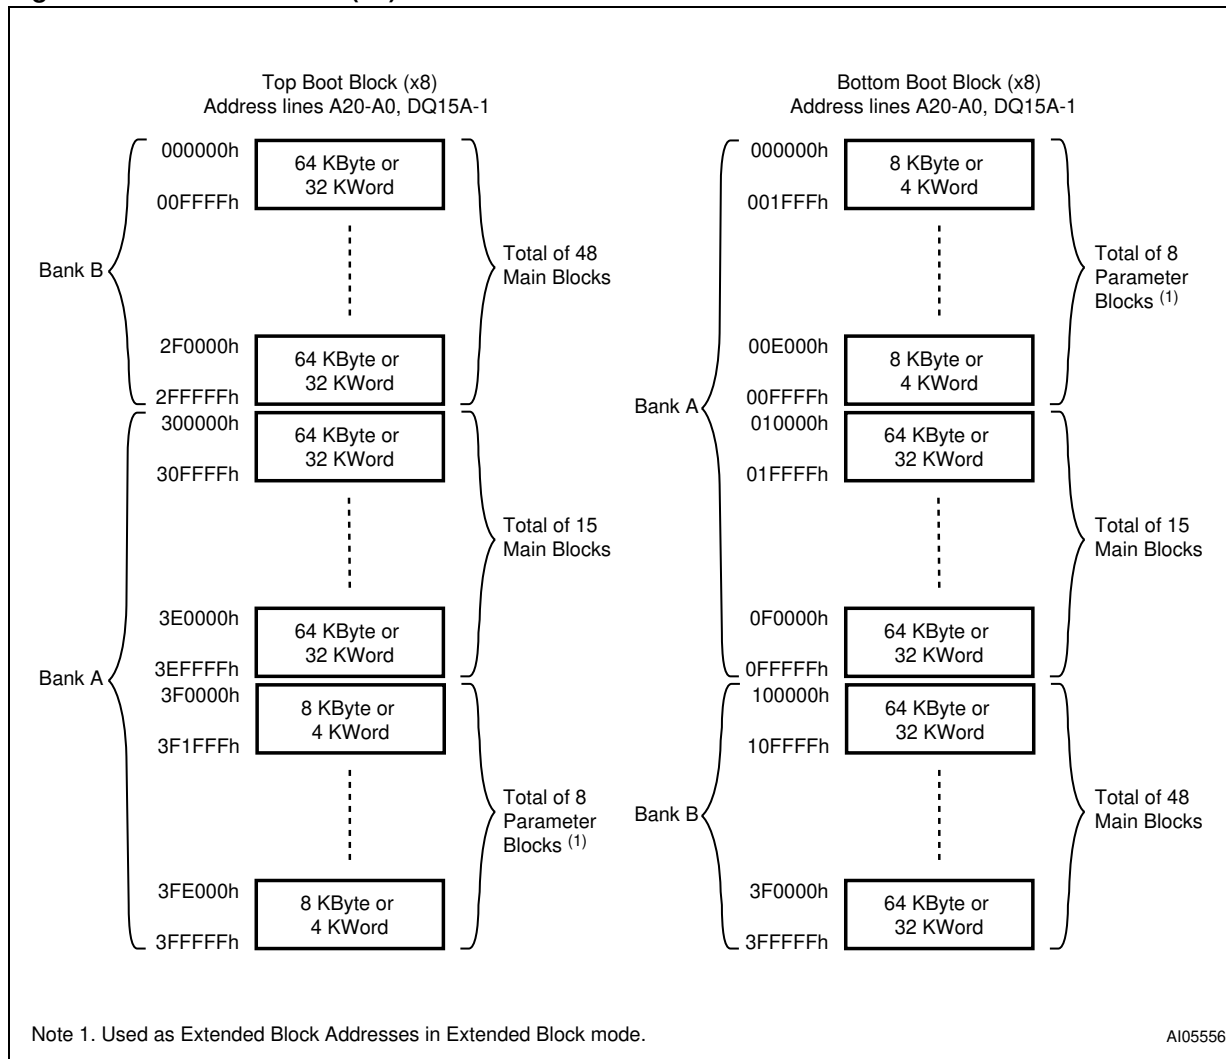 Top Boot Block (x8)
Address lines A20-A0, DQ15A-1
000000h
64 KByte or
32 KWord
00FFFFh
Total of 48
Main Blocks
Bank B
2F0000h
64 KByte or
32 KWord
2FFFFFh
300000h
64 KByte or
32 KWord
30FFFFh
Total of 15
Main Blocks
3E0000h
64 KByte or
32 KWord
3EFFFFh
Bank A
3F0000h
8 KByte or
4 KWord
3F1FFFh
Total of 8
Parameter
Blocks (1)
3FE000h
8 KByte or
4 KWord
3FFFFFh
Bottom Boot Block (x8)
Address lines A20-A0, DQ15A-1
000000h
8 KByte or
4 KWord
001FFFh
Total of 8
Parameter
Blocks (1)
00E000h
8 KByte or
4 KWord
00FFFFh
Bank A
010000h
64 KByte or
32 KWord
01FFFFh
Total of 15
Main Blocks
0F0000h
64 KByte or
32 KWord
0FFFFFh
100000h
64 KByte or
32 KWord
10FFFFh
Bank B
Total of 48
Main Blocks
3F0000h
64 KByte or
32 KWord
3FFFFFh
Note 1. Used as Extended Block Addresses in Extended Block mode.
AI05556